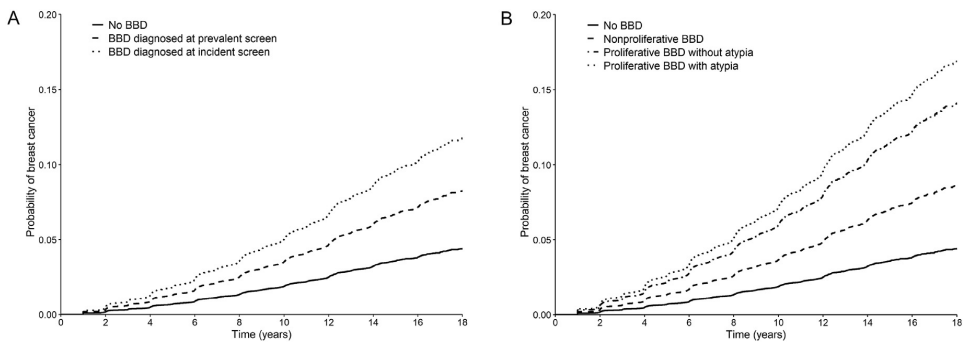 A
No BBD
BBD diagnosed at prevalent screen
BBD diagnosed at incident screen
Probability of breast cancer
0.20
0.15
0.10
0.05
0.00
0 2 4 6 8 10 12 14 16 18
Time (years)
B
No BBD
Nonproliferative BBD
Proliferative BBD without atypia
Proliferative BBD with atypia
Probability of breast cancer
0.20
0.15
0.10
0.05
0.00
0 2 4 6 8 10 12 14 16 18
Time (years)